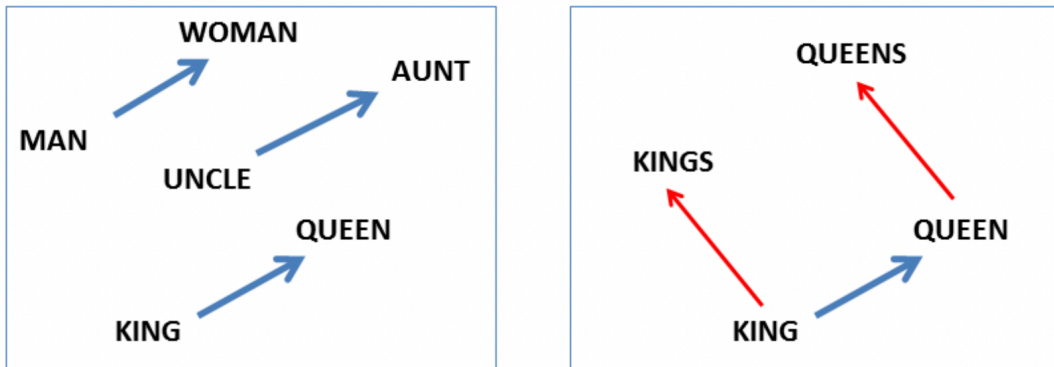 WOMAN
AUNT
MAN
UNCLE
QUEEN
KING
QUEENS
KINGS
QUEEN
KING